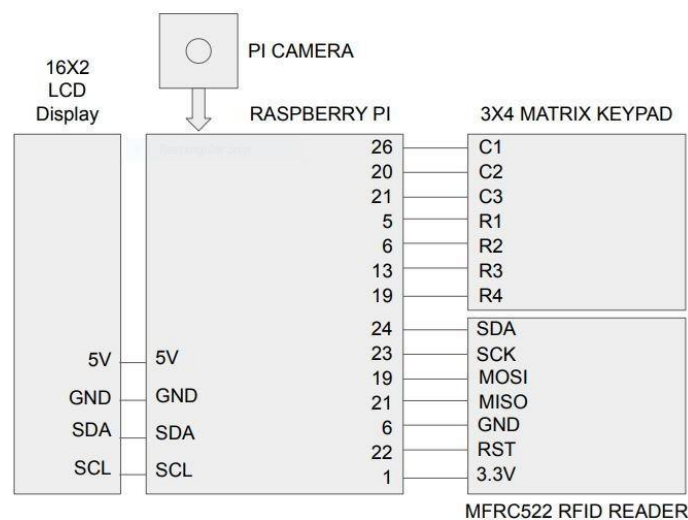 PI CAMERA
16X2
LCD
Display
RASPBERRY PI
3X4 MATRIX KEYPAD
26 C1
20 C2
21 C3
5 R1
6 R2
13 R3
19 R4
24 SDA
23 SCK
19 MOSI
21 MISO
6 GND
22 RST
1 3.3V
5V 5V
GND GND
SDA SDA
SCL SCL
MFRC522 RFID READER